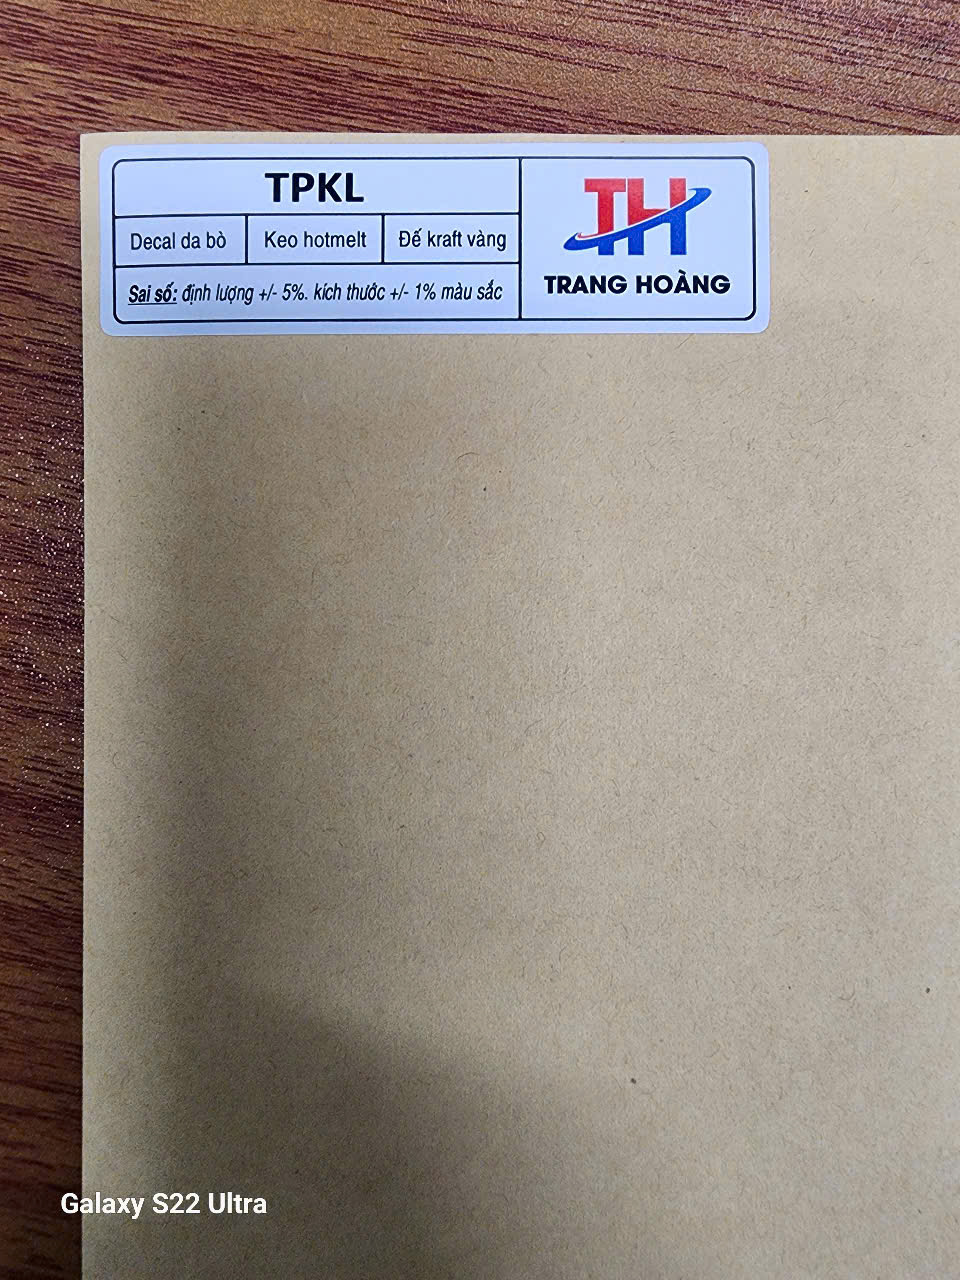 TPKL
Decal da bò
Keo hotmelt
Đế kraft vàng
Sai số: định lượng +/- 5%. kích thước +/- 1% màu sắc
TH
TRANG HOÀNG
Galaxy S22 Ultra